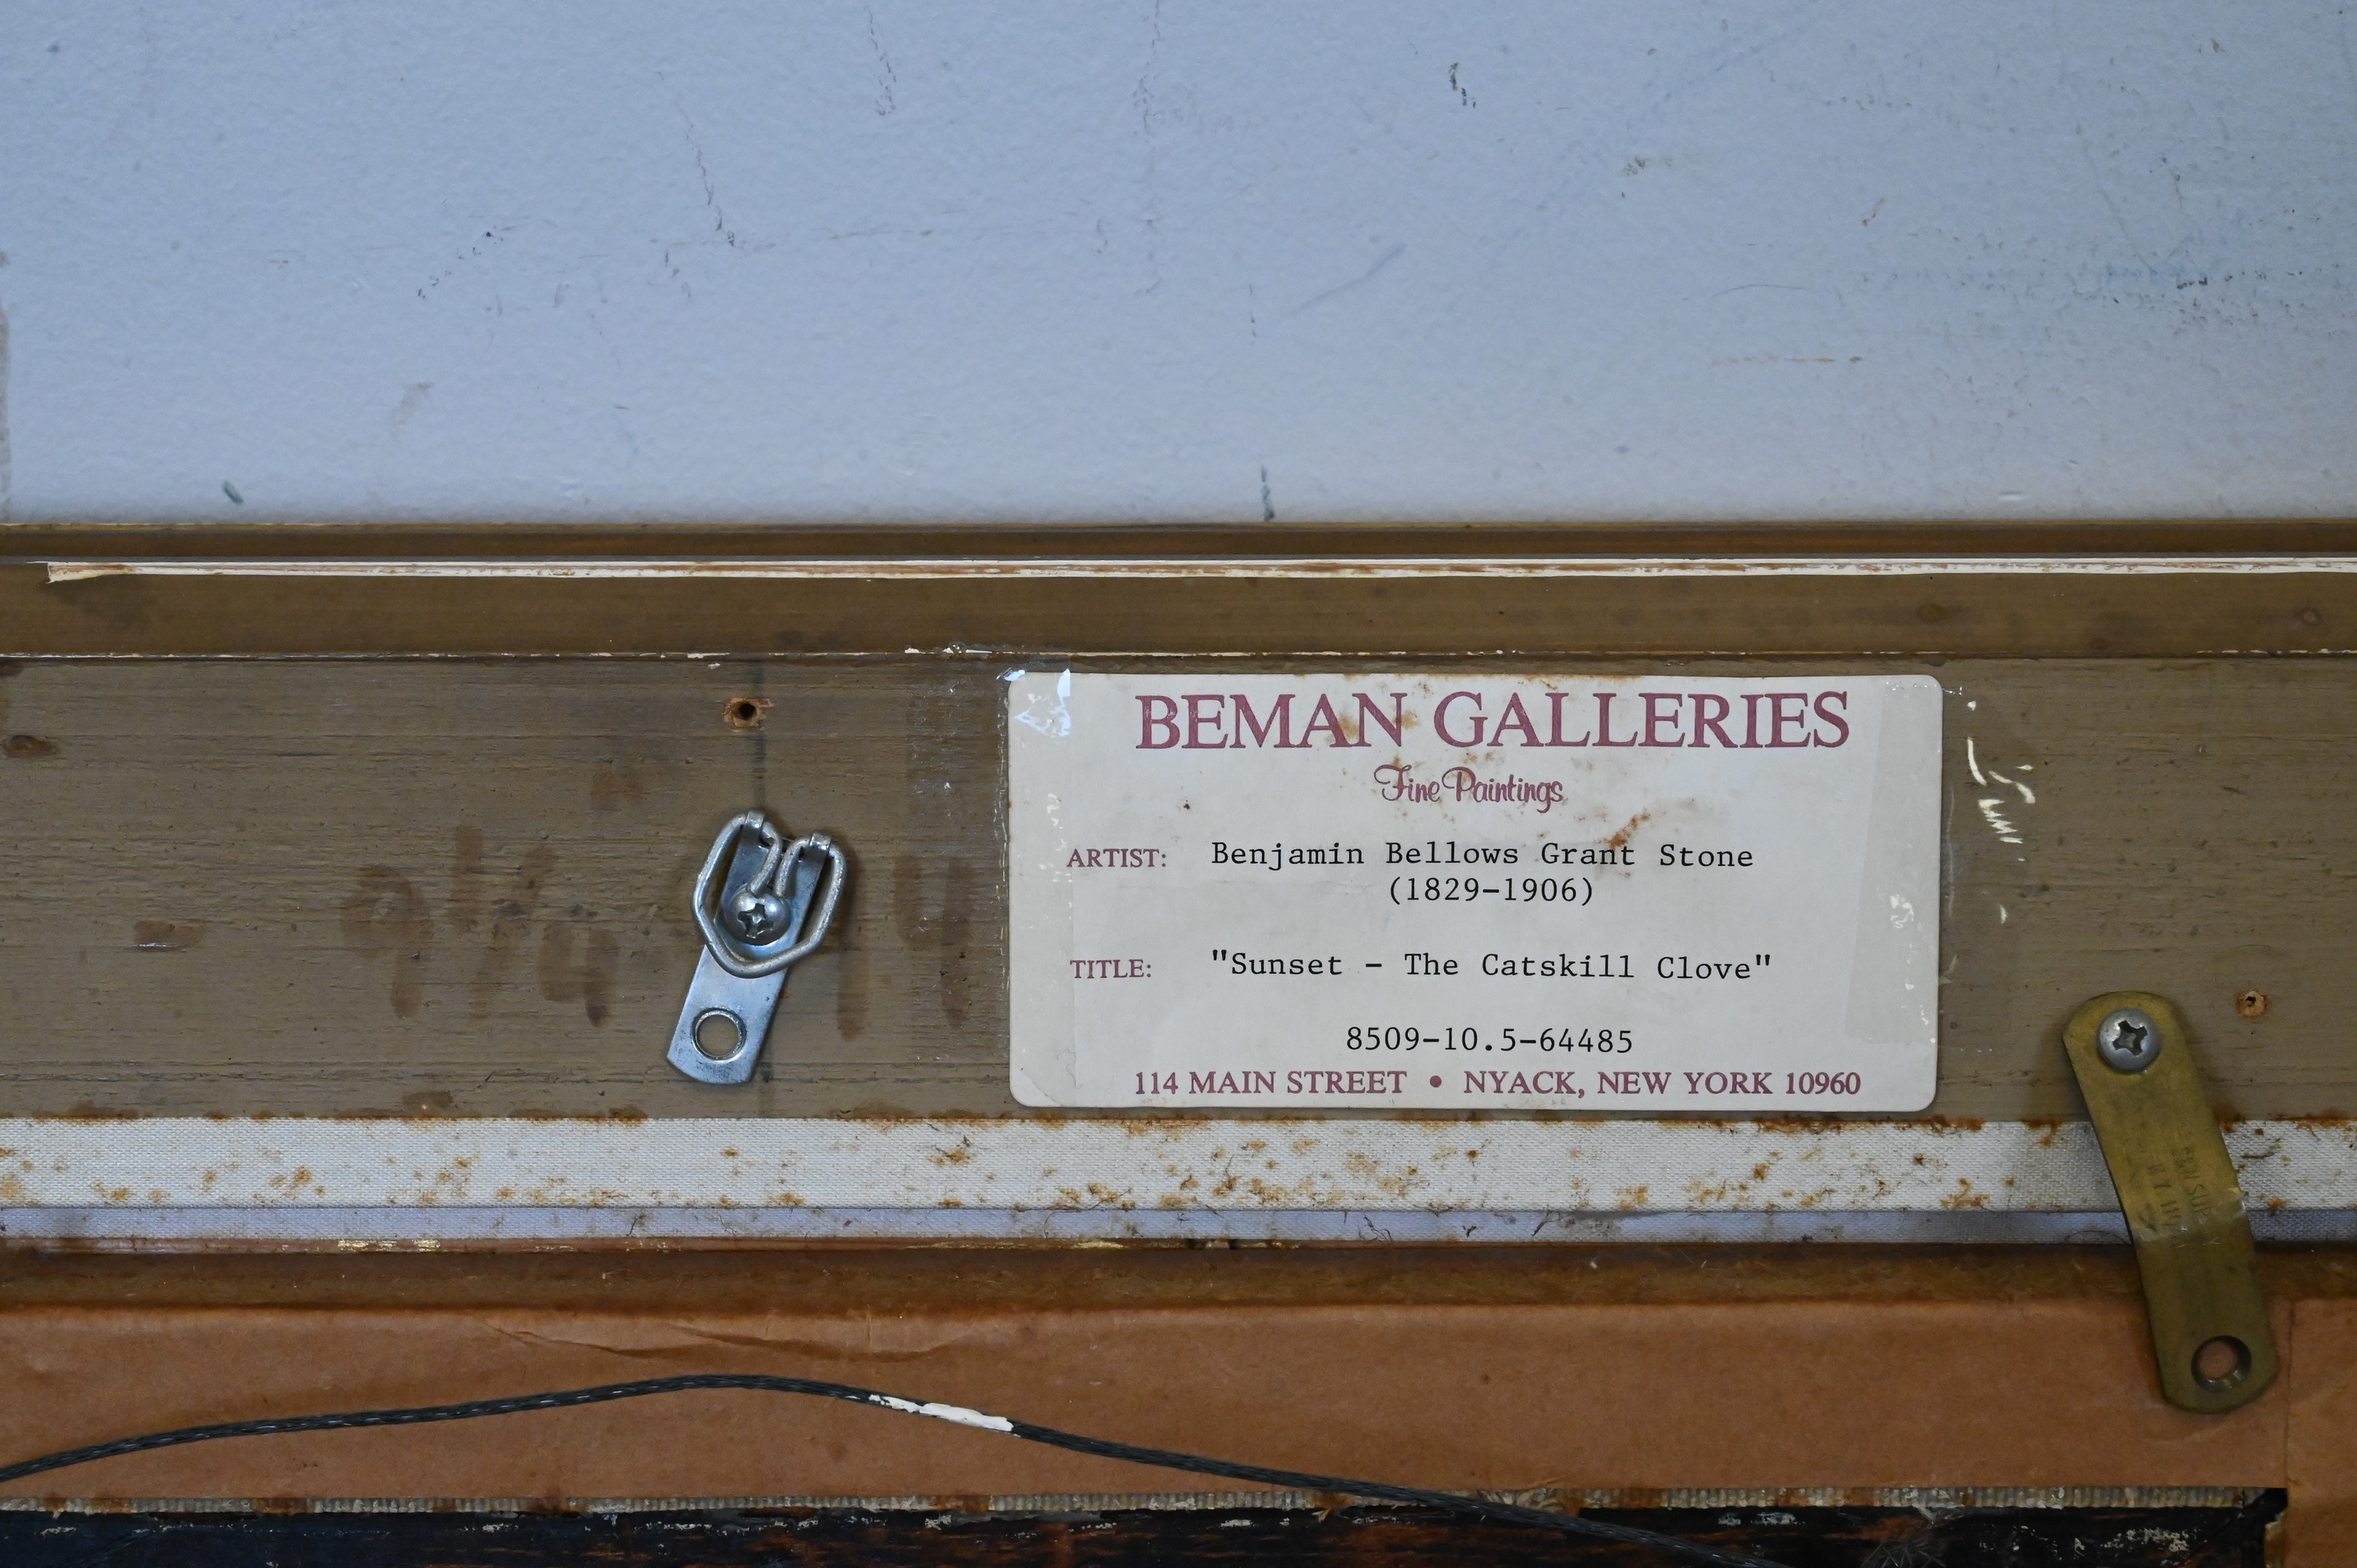 BEMAN GALLERIES
Fine Paintings
ARTIST: Benjamin Bellows Grant Stone
(1829-1906)
TITLE: "Sunset - The Catskill Clove"
8509-10.5-64485
114 MAIN STREET • NYACK, NEW YORK 10960